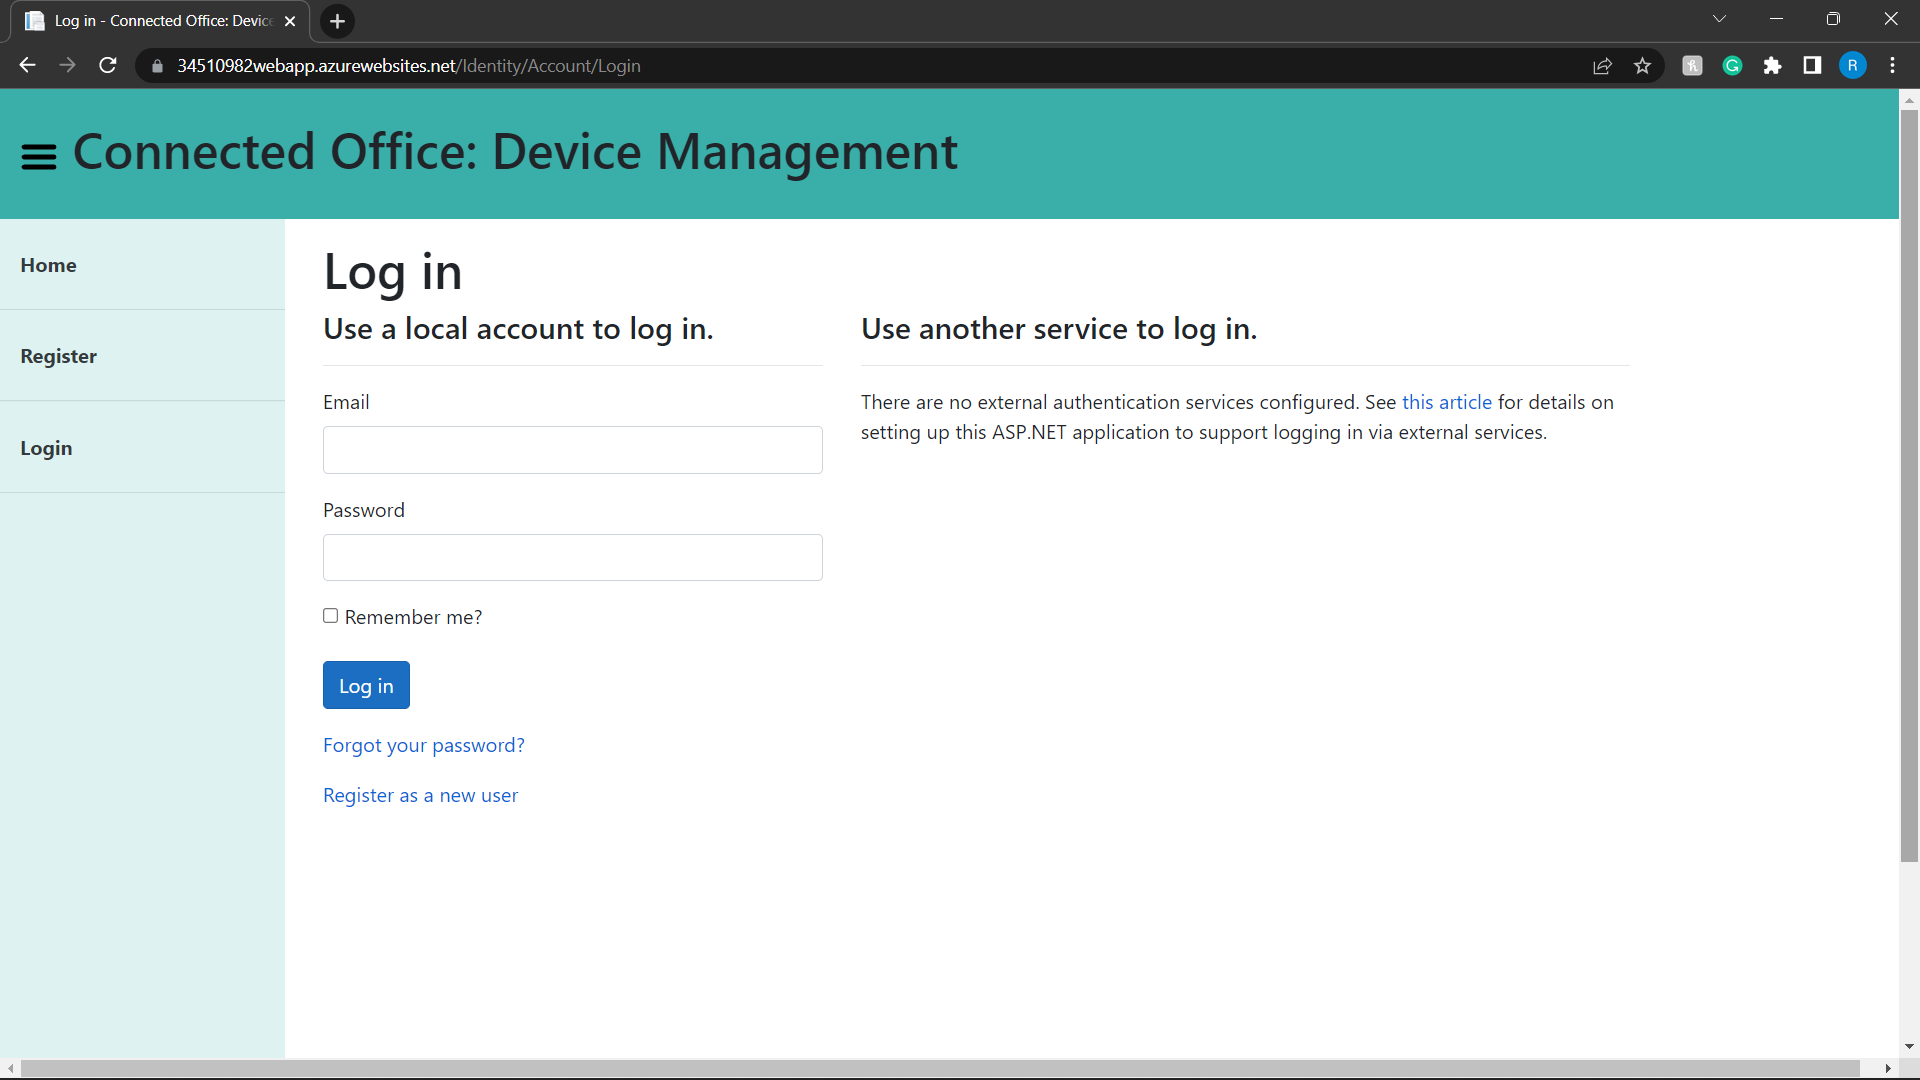 Log in - Connected Office: Device
34510982webapp.azurewebsites.net/Identity/Account/Login
R
Connected Office: Device Management
Home
Register
Login
Log in
Use a local account to log in.
Email
Password
Remember me?
Log in
Forgot your password?
Register as a new user
Use another service to log in.
There are no external authentication services configured. See this article for details on
setting up this ASP.NET application to support logging in via external services.